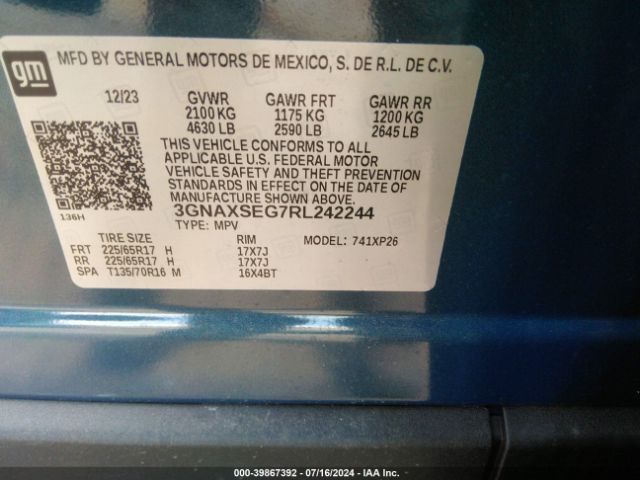 gm
MFD BY GENERAL MOTORS DE MEXICO, S. DE R.L. DE C.V.
12/23 GVWR GAWR FRT GAWR RR
2100 KG 1175 KG 1200 KG
4630 LB 2590 LB 2645 LB
THIS VEHICLE CONFORMS TO ALL
APPLICABLE U.S. FEDERAL MOTOR
VEHICLE SAFETY AND THEFT PREVENTION
STANDARDS IN EFFECT ON THE DATE OF
MANUFACTURE SHOWN ABOVE.
136H
3GNAXSEG7RL242244
TYPE: MPV
TIRE SIZE RIM MODEL: 741XP26
FRT 225/65R17 H 17X7J
RR 225/65R17 H 17X7J
SPA T135/70R16 M 16X4BT
000-39867392 / 07/16/2024 - IAA Inc.